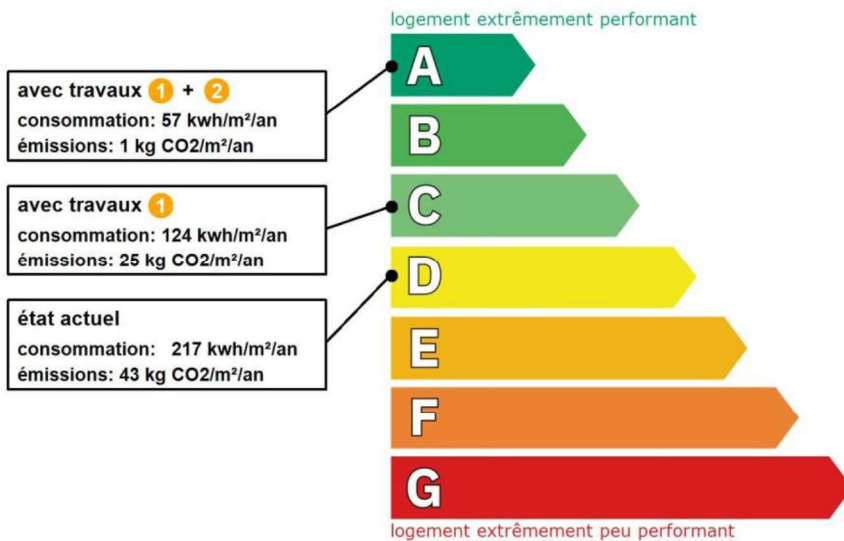 logement extrêmement performant
avec travaux 1 + 2
consommation: 57 kwh/m²/an
émissions: 1 kg CO2/m²/an
avec travaux 1
consommation: 124 kwh/m²/an
émissions: 25 kg CO2/m²/an
état actuel
consommation: 217 kwh/m²/an
émissions: 43 kg CO2/m²/an
A
B
C
D
E
F
G
logement extrêmement peu performant